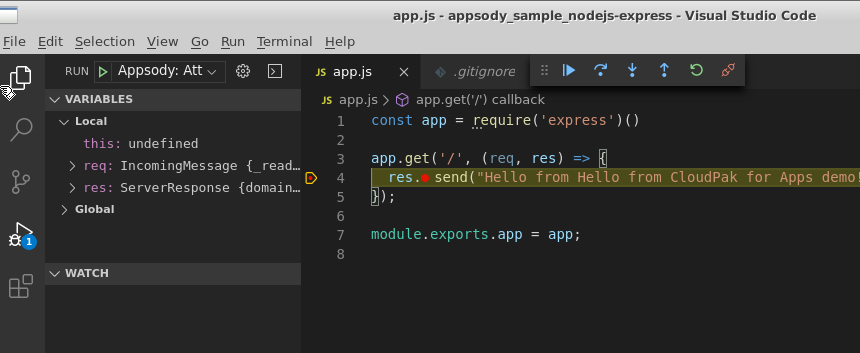 app.js - appsody_sample_nodejs-express - Visual Studio Code
File Edit Selection View Go Run Terminal Help
RUN Appsody: Att
JS app.js .gitignore
VARIABLES
JS app.js > app.get('/') callback
Local
this: undefined
req: IncomingMessage {_read…
res: ServerResponse {domain…
Global
1
WATCH
1 const app = require('express')()
2
3 app.get('/', (req, res) => {
4 res. send("Hello from Hello from CloudPak for Apps demo!
5 });
6
7 module.exports.app = app;
8